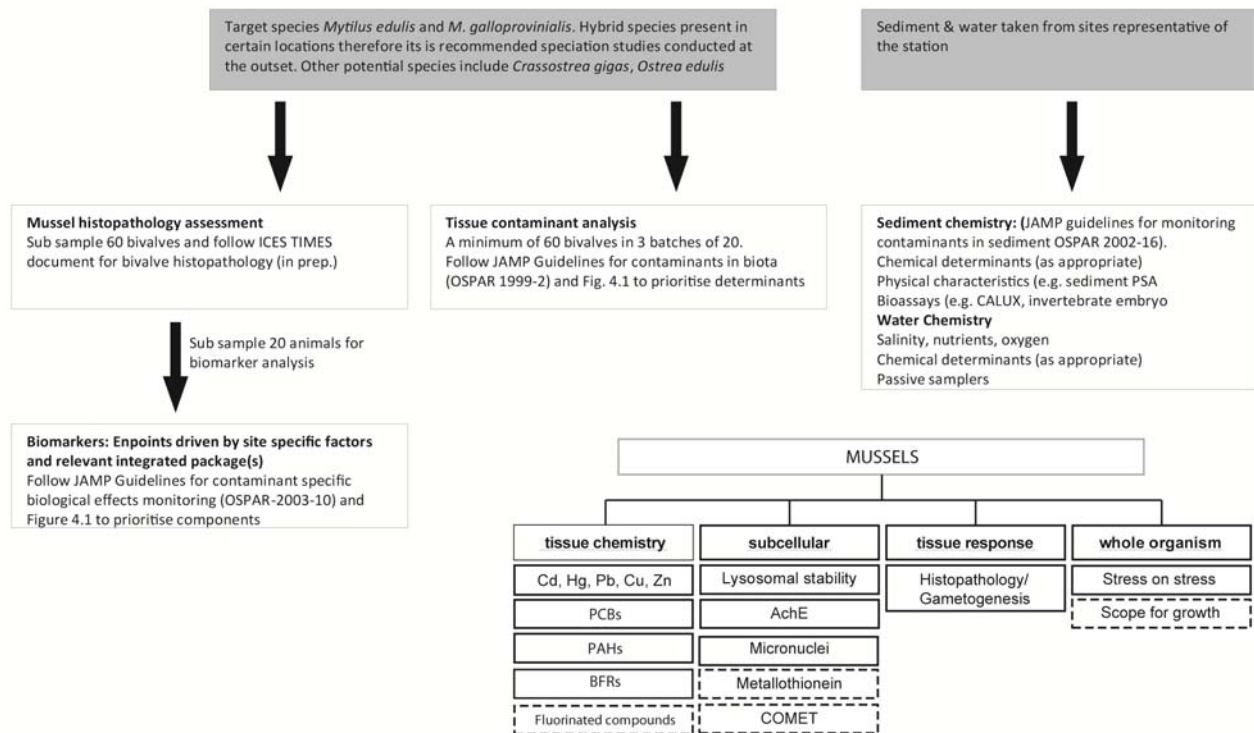 Target species Mytilus edulis and M. galloprovinialis. Hybrid species present in
certain locations therefore its is recommended speciation studies conducted at
the outset. Other potential species include Crassostrea gigas, Ostrea edulis
Sediment & water taken from sites representative of
the station
Mussel histopathology assessment
Sub sample 60 bivalves and follow ICES TIMES
document for bivalve histopathology (in prep.)
Tissue contaminant analysis
A minimum of 60 bivalves in 3 batches of 20.
Follow JAMP Guidelines for contaminants in biota
(OSPAR 1999-2) and Fig. 4.1 to prioritise determinants
Sediment chemistry: (JAMP guidelines for monitoring
contaminants in sediment OSPAR 2002-16).
Chemical determinants (as appropriate)
Physical characteristics (e.g. sediment PSA
Bioassays (e.g. CALUX, invertebrate embryo
Water Chemistry
Salinity, nutrients, oxygen
Chemical determinants (as appropriate)
Passive samplers
Sub sample 20 animals for
biomarker analysis
Biomarkers: Enpoints driven by site specific factors
and relevant integrated package(s)
Follow JAMP Guidelines for contaminant specific
biological effects monitoring (OSPAR-2003-10) and
Figure 4.1 to prioritise components
MUSSELS
tissue chemistry
Cd, Hg, Pb, Cu, Zn
PCBs
PAHs
BFRs
Fluorinated compounds
subcellular
Lysosomal stability
AchE
Micronuclei
Metallothionein
COMET
tissue response
Histopathology/
Gametogenesis
whole organism
Stress on stress
Scope for growth